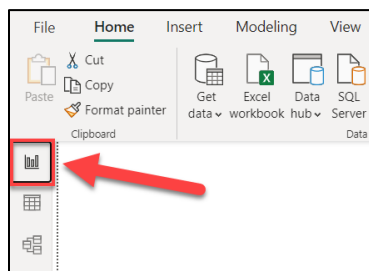 File Home Insert Modeling View
Cut
Copy
Format painter
Paste
Clipboard
Get data
Excel workbook
Data hub
SQL Server
Data